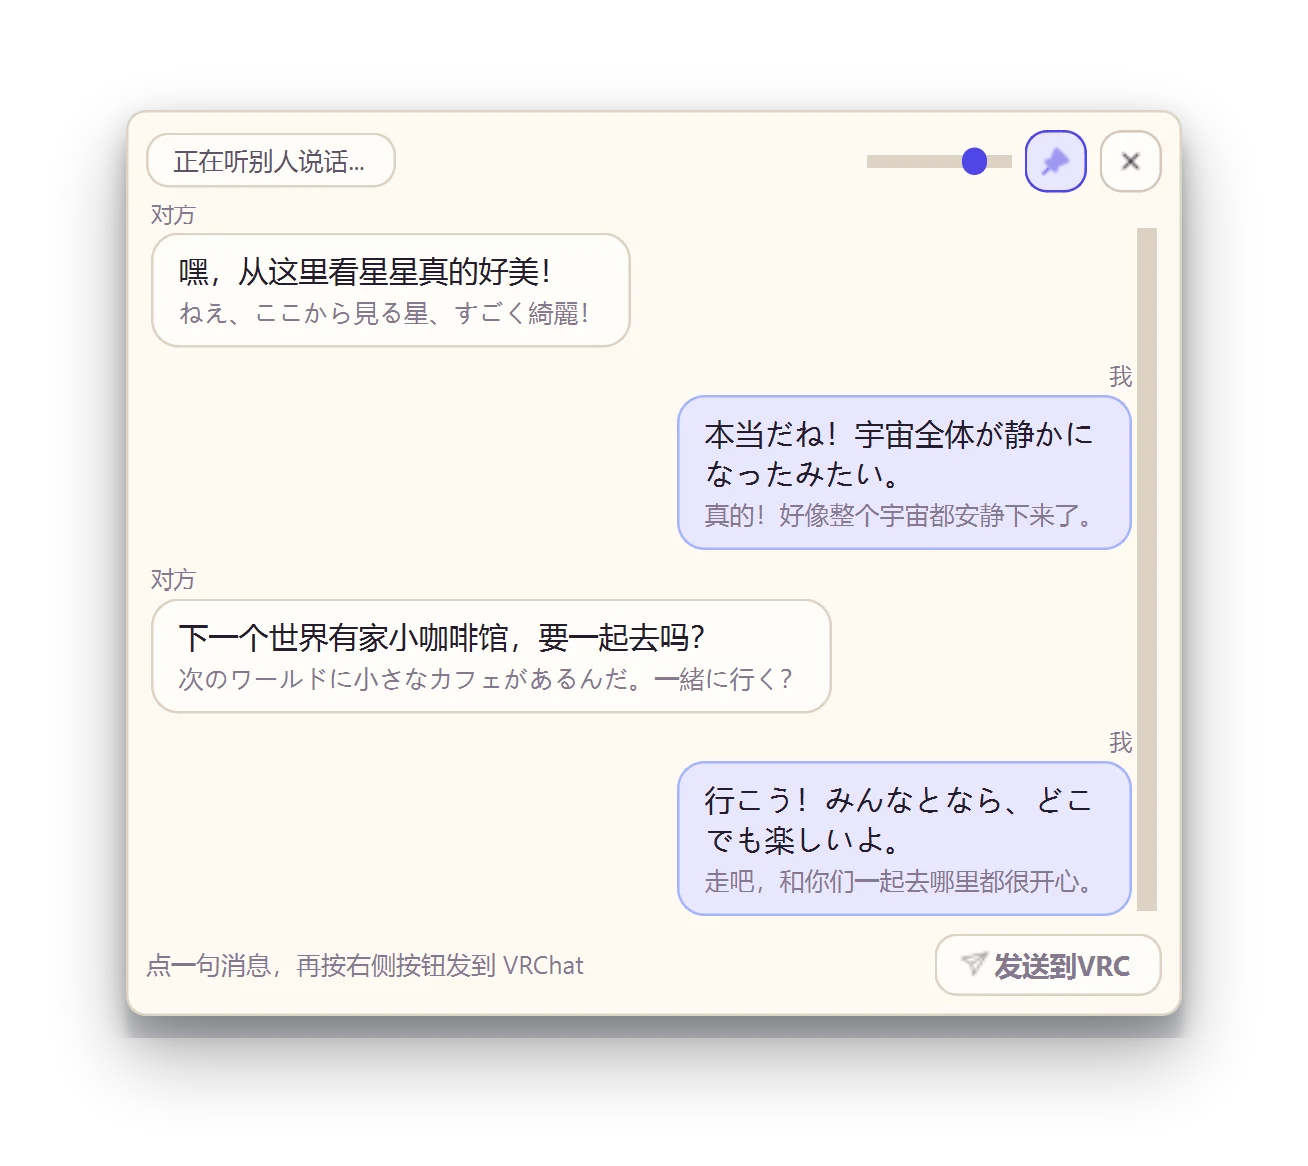 正在听别人说话...
对方
嘿，从这里看星星真的好美！
ねえ、ここから見る星、すごく綺麗！
我
本当だね！宇宙全体が静かに
なったみたい。
真的！好像整个宇宙都安静下来了。
对方
下一个世界有家小咖啡馆，要一起去吗？
次のワールドに小さなカフェがあるんだ。一緒に行く？
我
行こう！みんなとなら、どこ
でも楽しいよ。
走吧，和你们一起去哪里都很开心。
点一句消息，再按右侧按钮发到 VRChat
发送到VRC